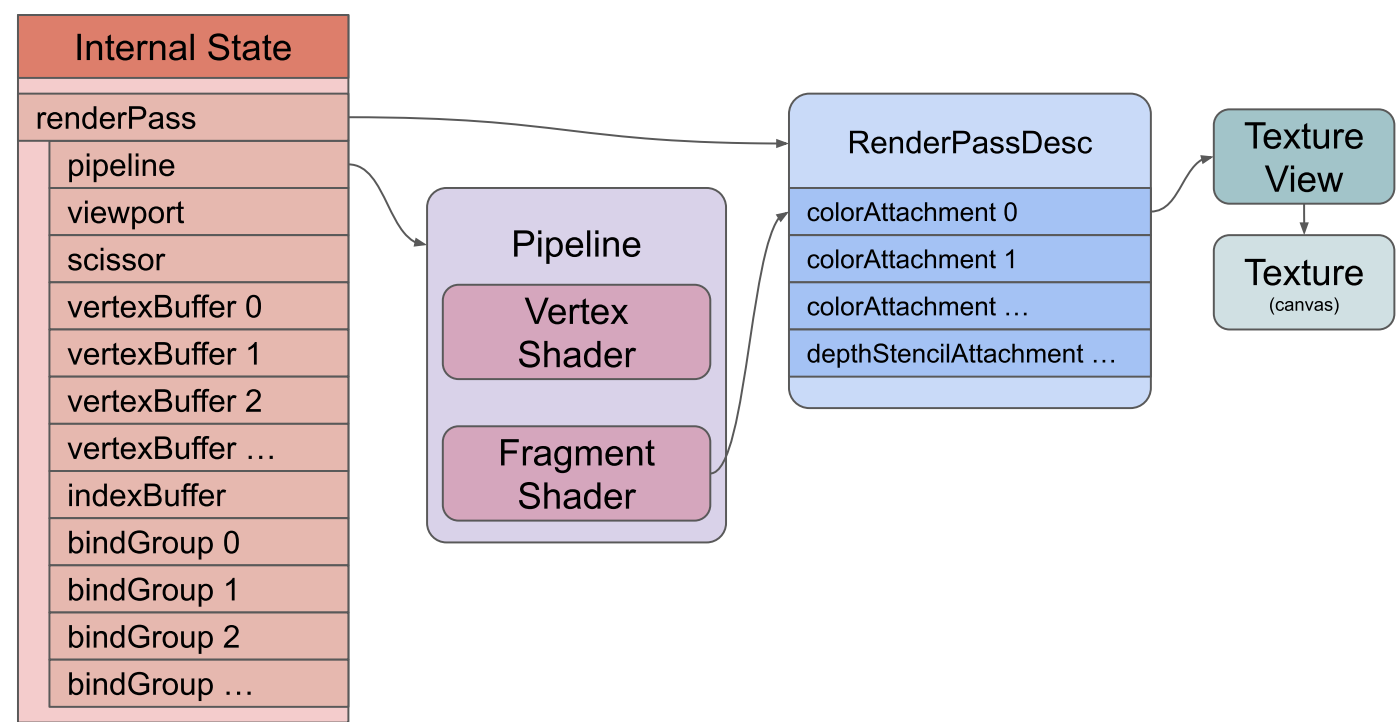 Internal State
renderPass
pipeline
viewport
scissor
vertexBuffer 0
vertexBuffer 1
vertexBuffer 2
vertexBuffer …
indexBuffer
bindGroup 0
bindGroup 1
bindGroup 2
bindGroup …
Pipeline
Vertex
Shader
Fragment
Shader
RenderPassDesc
colorAttachment 0
colorAttachment 1
colorAttachment …
depthStencilAttachment …
Texture
View
Texture
(canvas)